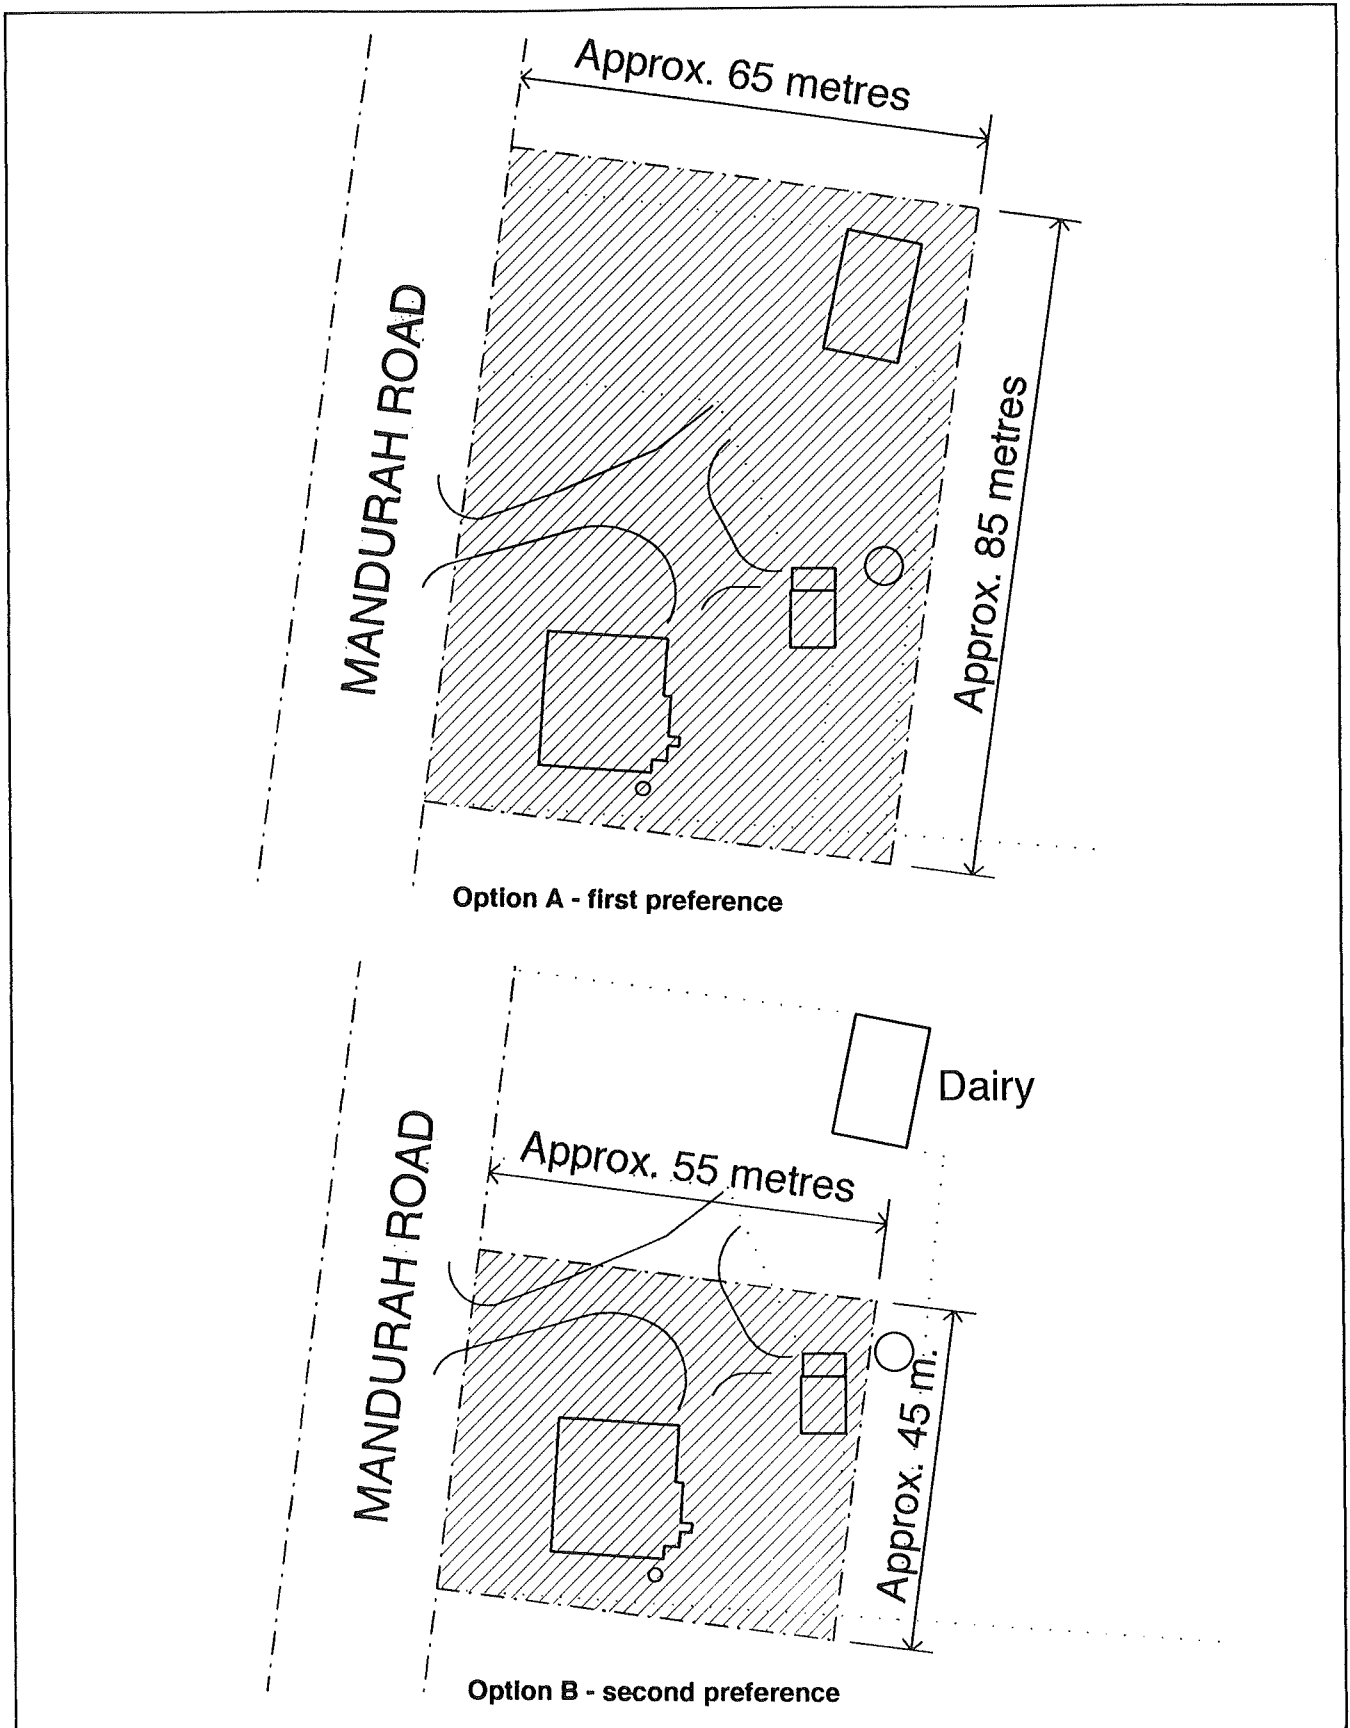 Approx. 65 metres
MANDURAH ROAD
Approx. 85 metres
Option A - first preference
Dairy
Approx. 55 metres
MANDURAH ROAD
Approx. 45 m.
Option B - second preference